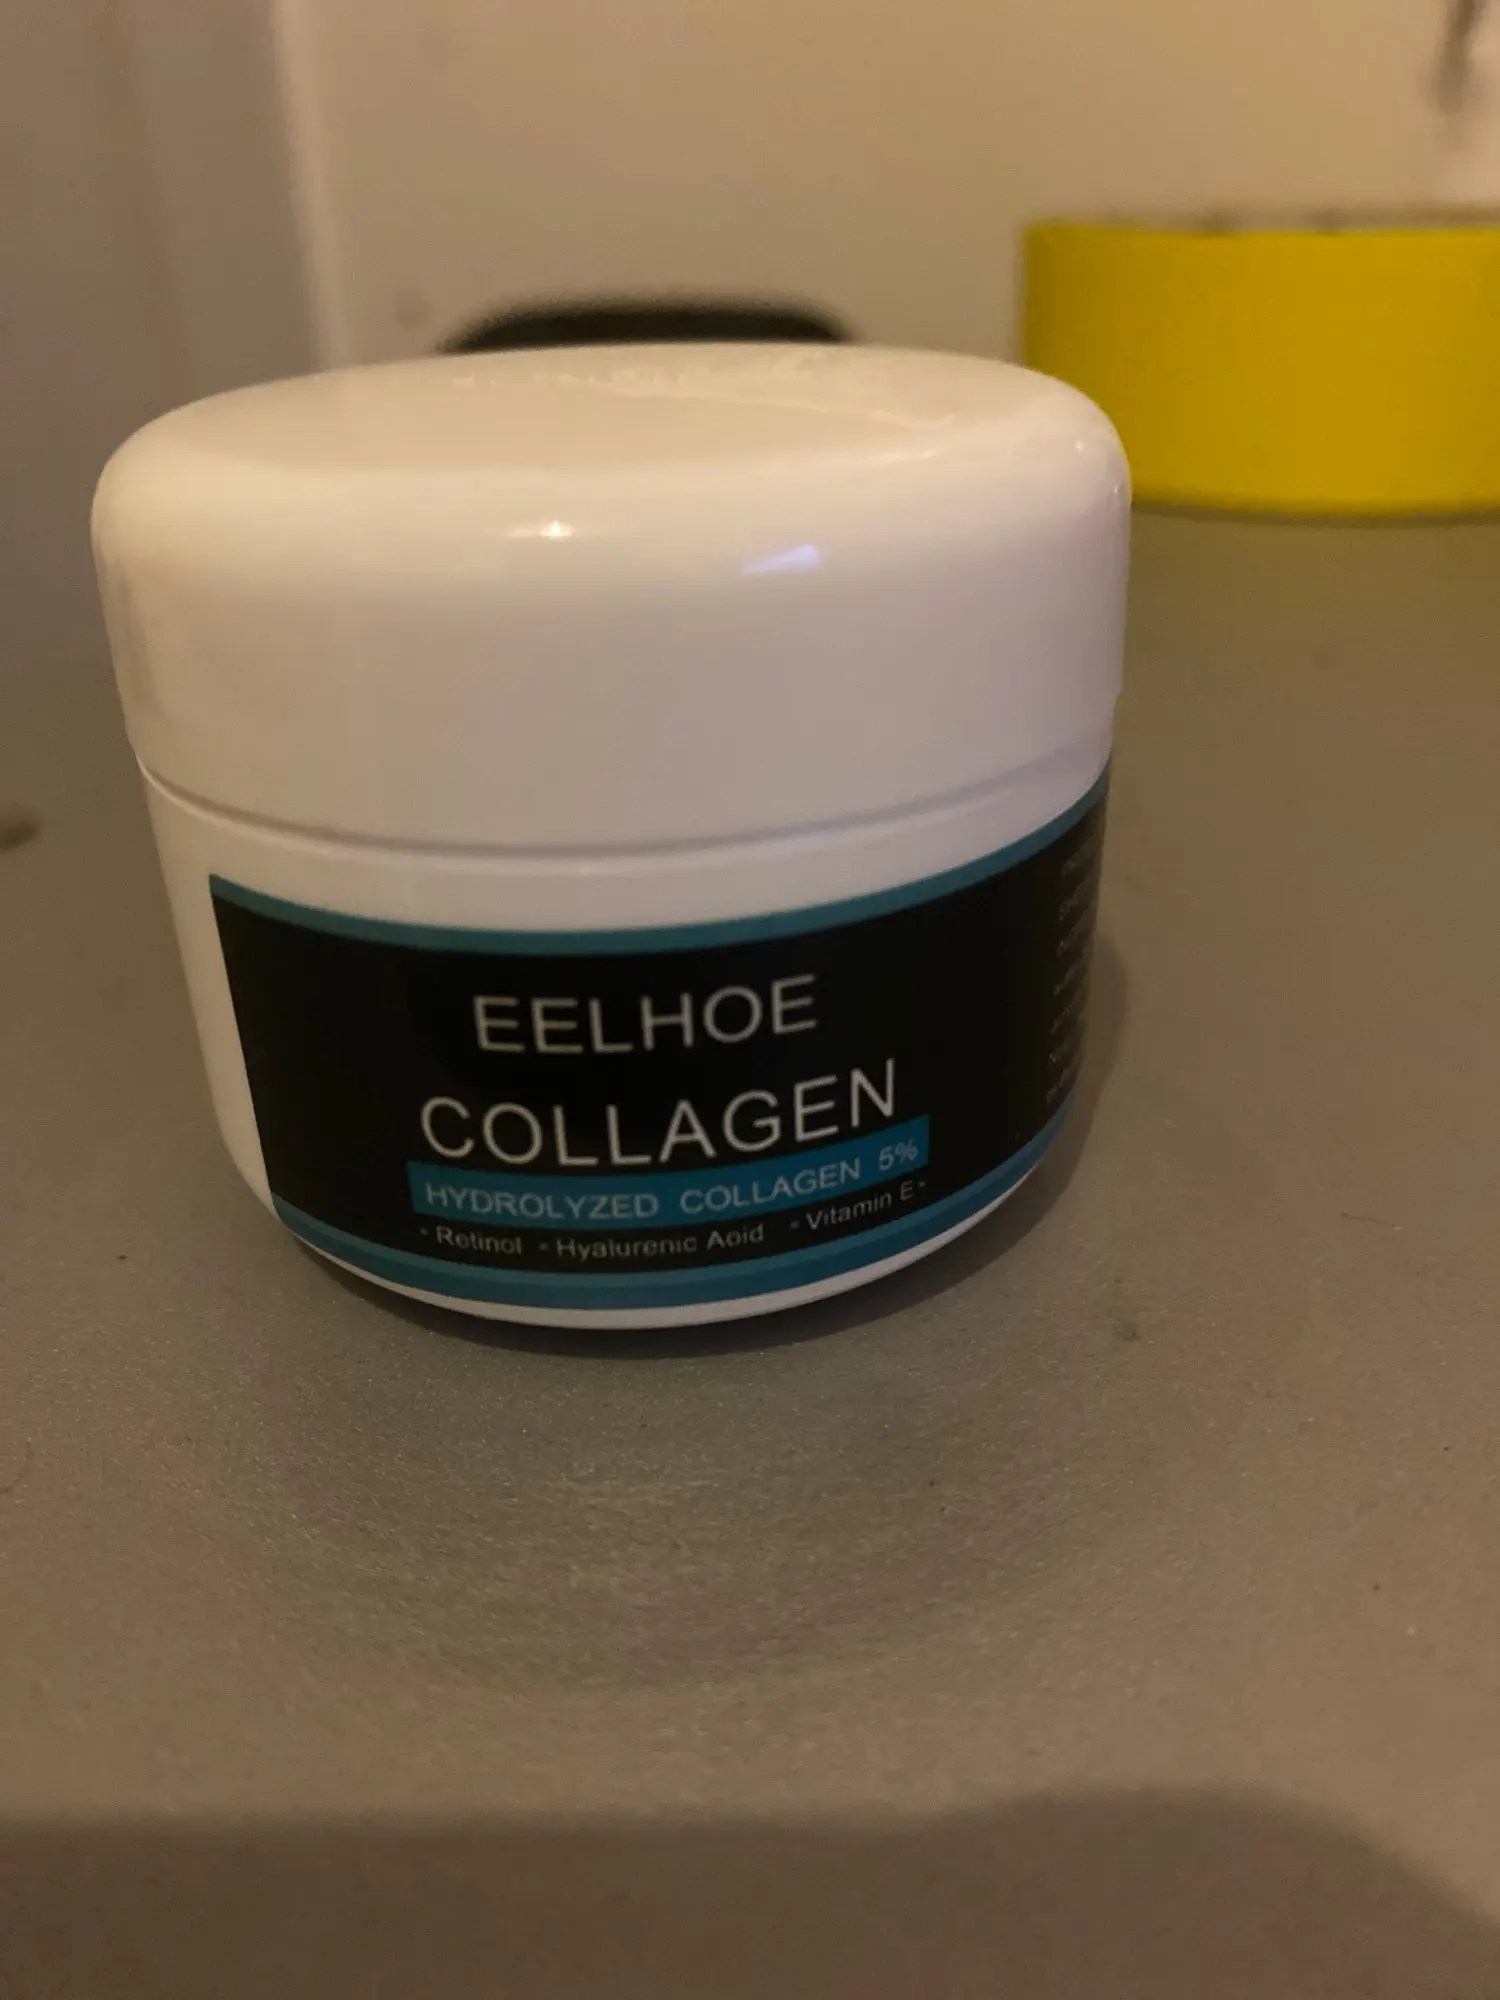 EELHOE
COLLAGEN
HYDROLYZED COLLAGEN 5%
• Retinol • Hyalurenic Aoid • Vitamin E •